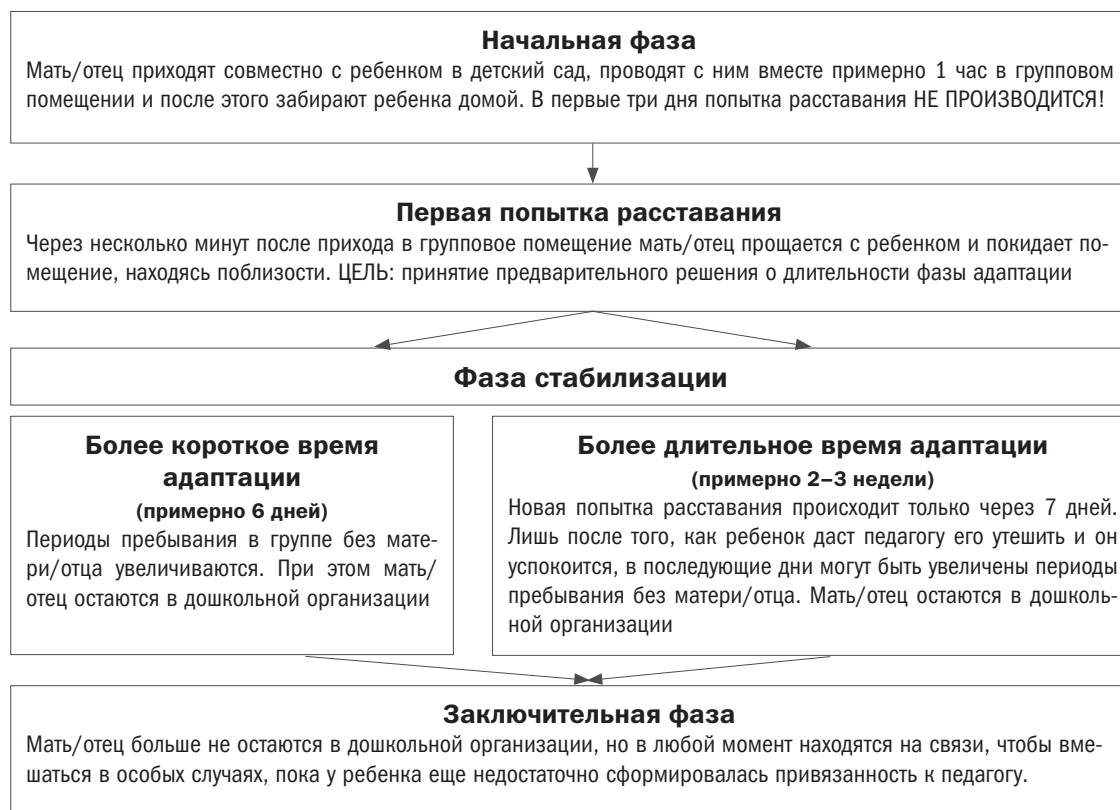 Начальная фаза
Мать/отец приходят совместно с ребенком в детский сад, проводят с ним вместе примерно 1 час в групповом
помещении и после этого забирают ребенка домой. В первые три дня попытка расставания НЕ ПРОИЗВОДИТСЯ!
Первая попытка расставания
Через несколько минут после прихода в групповое помещение мать/отец прощается с ребенком и покидает по-
мещение, находясь поблизости. ЦЕЛЬ: принятие предварительного решения о длительности фазы адаптации
Фаза стабилизации
Более короткое время
адаптации
(примерно 6 дней)
Периоды пребывания в группе без мате-
ри/отца увеличиваются. При этом мать/
отец остаются в дошкольной организации
Более длительное время адаптации
(примерно 2–3 недели)
Новая попытка расставания происходит только через 7 дней.
Лишь после того, как ребенок даст педагогу его утешить и он
успокоится, в последующие дни могут быть увеличены периоды
пребывания без матери/отца. Мать/отец остаются в дошколь-
ной организации
Заключительная фаза
Мать/отец больше не остаются в дошкольной организации, но в любой момент находятся на связи, чтобы вме-
шаться в особых случаях, пока у ребенка еще недостаточно сформировалась привязанность к педагогу.